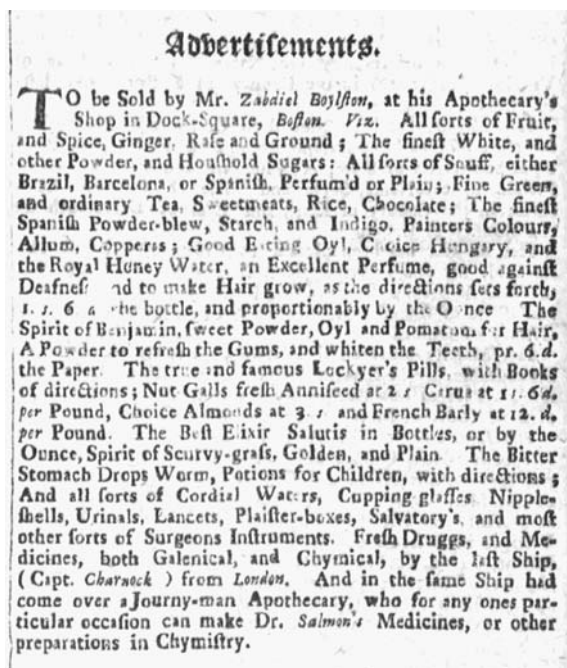 Advertiſements.
TO be Sold by Mr. Zabdiel Boylſton, at his Apothecary's
Shop in Dock-Square, Boſton. Viz. All ſorts of Fruit,
and Spice, Ginger, Raſe and Ground; The fineſt White, and
other Powder, and Houſhold Sugars: All ſorts of Snuff, either
Brazil, Barcelona, or Spaniſh, Perfum'd or Plain; Fine Green,
and ordinary Tea, Sweetmeats, Rice, Chocolate; The fineſt
Spaniſh Powder-blew, Starch, and Indigo, Painters Colours,
Allum, Copperas; Good Eating Oyl, Choice Hungary, and
the Royal Honey Water, an Excellent Perfume, good againſt
Deafneſs and to make Hair grow, as the directions ſets forth,
1. s. 6 d. the bottle, and proportionably by the Ounce The
Spirit of Benjamin, ſweet Powder, Oyl and Pomatum for Hair,
A Powder to refreſh the Gums, and whiten the Teeth, pr. 6.d.
the Paper. The true and famous Lockyer's Pills, with Books
of directions; Nut Galls freſh Anniſeed at 2 s Cerus at 1 s. 6d.
per Pound, Choice Almonds at 3 s and French Barly at 12. d.
per Pound. The Beſt Elixir Salutis in Bottles, or by the
Ounce, Spirit of Scurvy-graſs, Golden, and Plain. The Bitter
Stomach Drops Worm, Potions for Children, with directions;
And all ſorts of Cordial Waters, Cupping glaſſes Nipple-
ſhells, Urinals, Lancets, Plaiſter-boxes, Salvatory's, and moſt
other ſorts of Surgeons Inſtruments. Freſh Druggs, and Me-
dicines, both Galenical, and Chymical, by the laſt Ship,
( Capt. Charnock ) from London. And in the ſame Ship had
come over a Journy-man Apothecary, who for any ones par-
ticular occaſion can make Dr. Salmon's Medicines, or other
preparations in Chymiſtry.